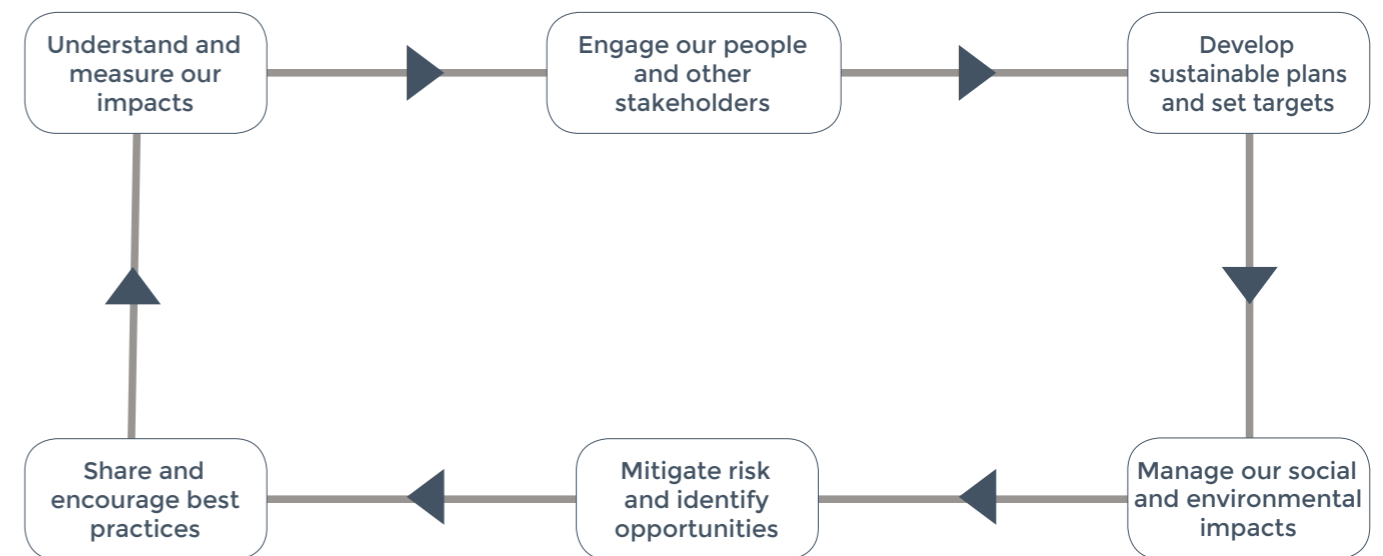 Understand and
measure our
impacts
Engage our people
and other
stakeholders
Develop
sustainable plans
and set targets
Manage our social
and environmental
impacts
Mitigate risk
and identify
opportunities
Share and
encourage best
practices